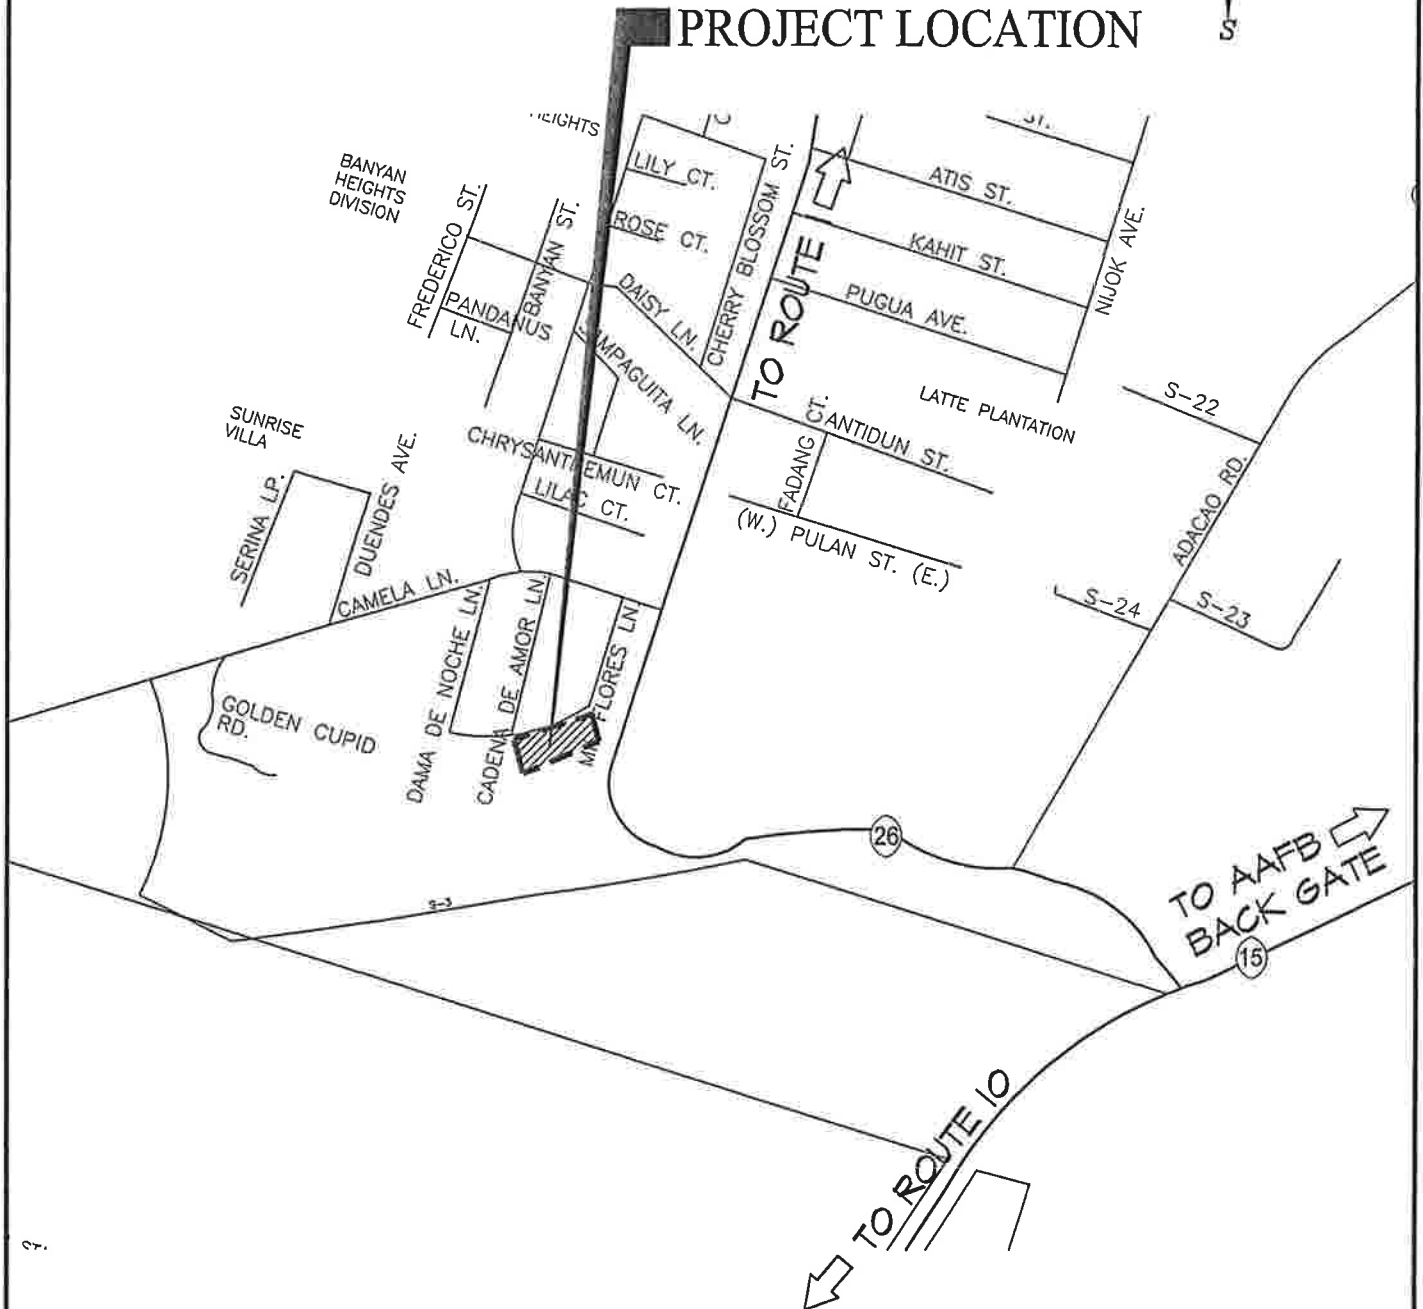 PROJECT LOCATION
S
HEIGHTS
BANYAN
HEIGHTS
DIVISION
LILY CT.
ROSE CT.
ATIS ST.
KAHIT ST.
PUGUA AVE.
NIJOK AVE.
CHERRY BLOSSOM ST.
TO ROUTE 1
FREDERICO ST.
BANYAN ST.
PANDANUS
LN.
DAISY LN.
MPAGUITA LN.
LATTE PLANTATION
S-22
SUNRISE
VILLA
CHRYSANTHEMUN CT.
LILAC CT.
FADANG CT.
ANTIDUN ST.
(W.) PULAN ST. (E.)
ADACAO RD.
SERINA LP.
DUENDES AVE.
CAMELA LN.
S-24
S-23
GOLDEN CUPID
RD.
DAMA DE NOCHE LN.
CADENA DE AMOR LN.
FLORES LN.
26
TO AAFB
BACK GATE
15
S-3
TO ROUTE 10